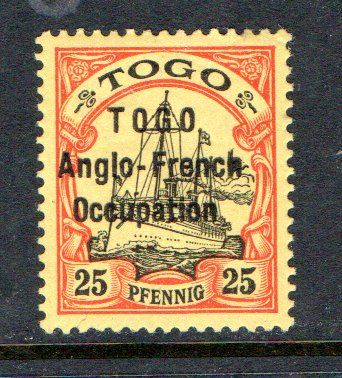 TOGO
TOGO
Anglo-French
Occupation
25 PFENNIG 25